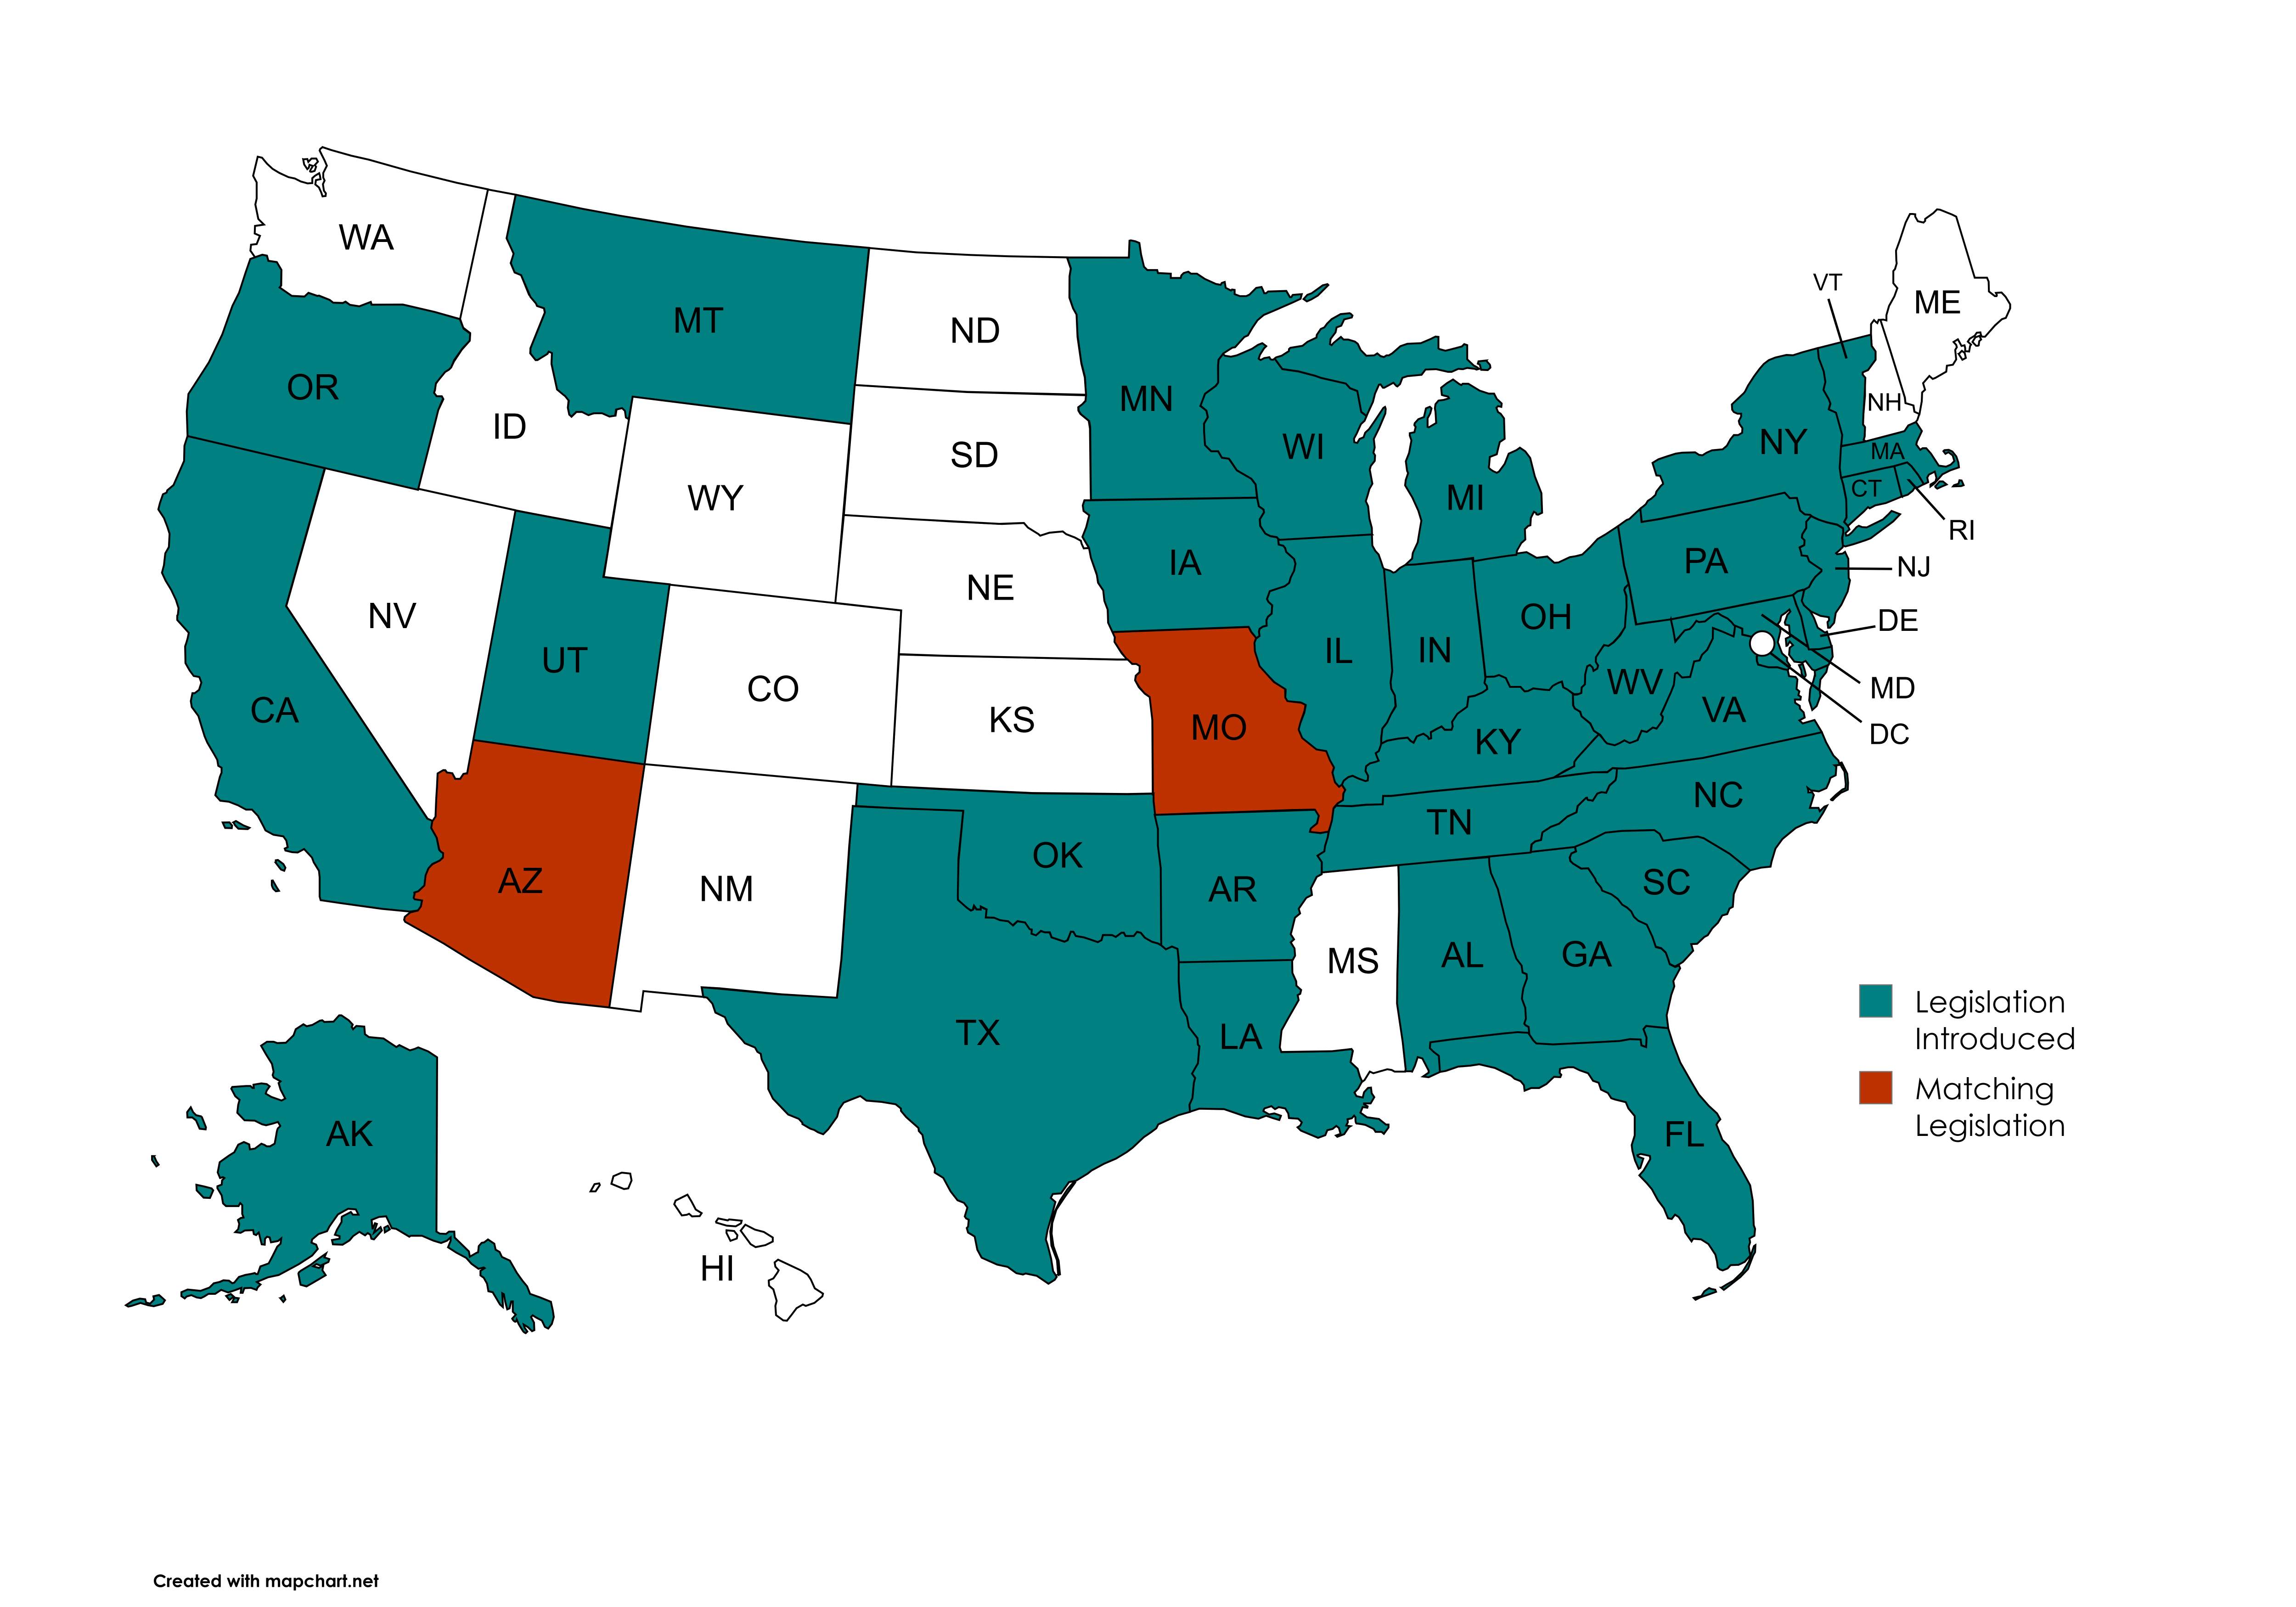 WA
VT
ME
MT
ND
OR
MN
NH
ID
NY
WI
MA
SD
CT
WY
MI
RI
PA
IA
NJ
NE
NV
OH
DE
UT
IL
IN
CO
WV
MD
CA
KS
MO
VA
DC
KY
NC
TN
OK
AZ
NM
AR
SC
MS
AL
GA
TX
LA
Legislation
Introduced
Matching
Legislation
AK
FL
HI
Created with mapchart.net